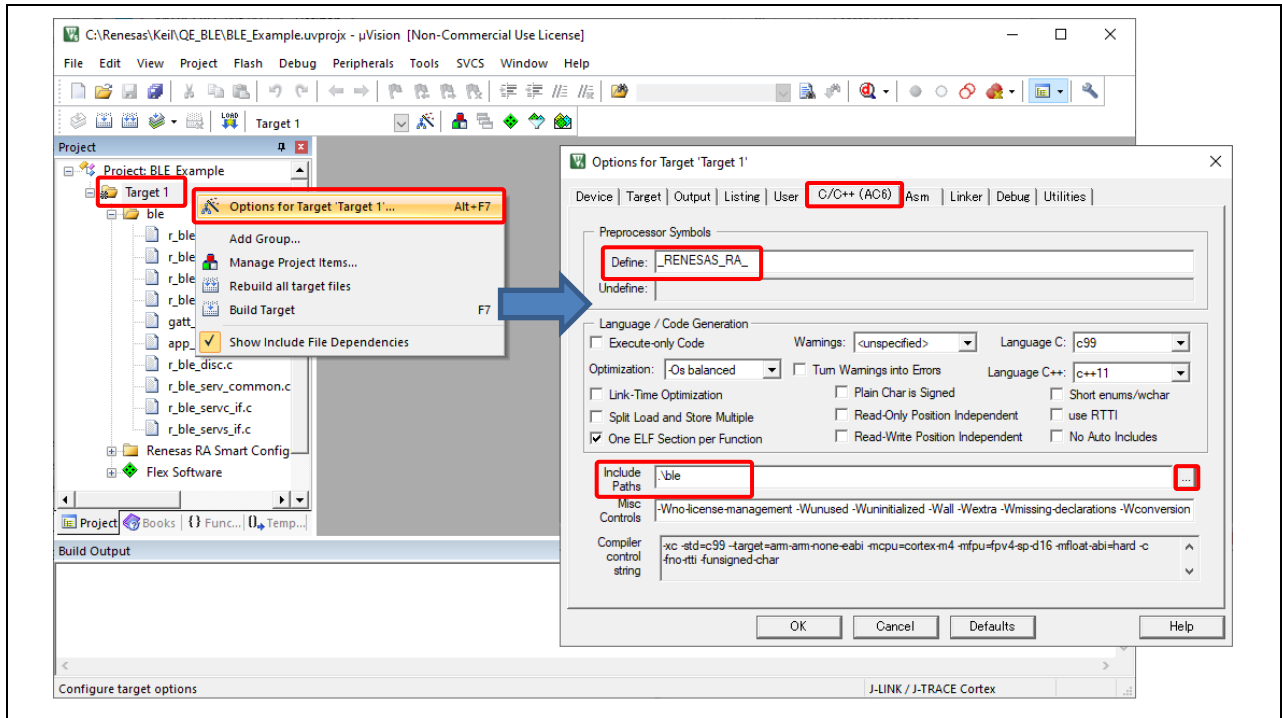 C:\Renesas\Keil\QE_BLE\BLE_Example.uvprojx - µVision [Non-Commercial Use License]
File Edit View Project Flash Debug Peripherals Tools SVCS Window Help
LOAD
Target 1
Project
Project: BLE_Example
Target 1
ble
r_ble
r_ble
r_ble
r_ble
gatt_
app_
r_ble_disc.c
r_ble_serv_common.c
r_ble_servc_if.c
r_ble_servs_if.c
Renesas RA Smart Config
Flex Software
Options for Target 'Target 1'... Alt+F7
Add Group...
Manage Project Items...
Rebuild all target files
Build Target F7
Show Include File Dependencies
Project Books {} Func... Temp...
Build Output
Configure target options
J-LINK / J-TRACE Cortex
Options for Target 'Target 1'
Device Target Output Listing User C/C++ (AC6) Asm Linker Debug Utilities
Preprocessor Symbols
Define: _RENESAS_RA_
Undefine:
Language / Code Generation
Execute-only Code Warnings: <unspecified> Language C: c99
Optimization: -Os balanced Turn Warnings into Errors Language C++: c++11
Link-Time Optimization Plain Char is Signed Short enums/wchar
Split Load and Store Multiple Read-Only Position Independent use RTTI
One ELF Section per Function Read-Write Position Independent No Auto Includes
Include Paths .\ble ...
Misc Controls -Wno-license-management -Wunused -Wuninitialized -Wall -Wextra -Wmissing-declarations -Wconversion
Compiler control string -xc -std=c99 --target=arm-arm-none-eabi -mcpu=cortex-m4 -mfpu=fpv4-sp-d16 -mfloat-abi=hard -c
-fno-rtti -funsigned-char
OK Cancel Defaults Help